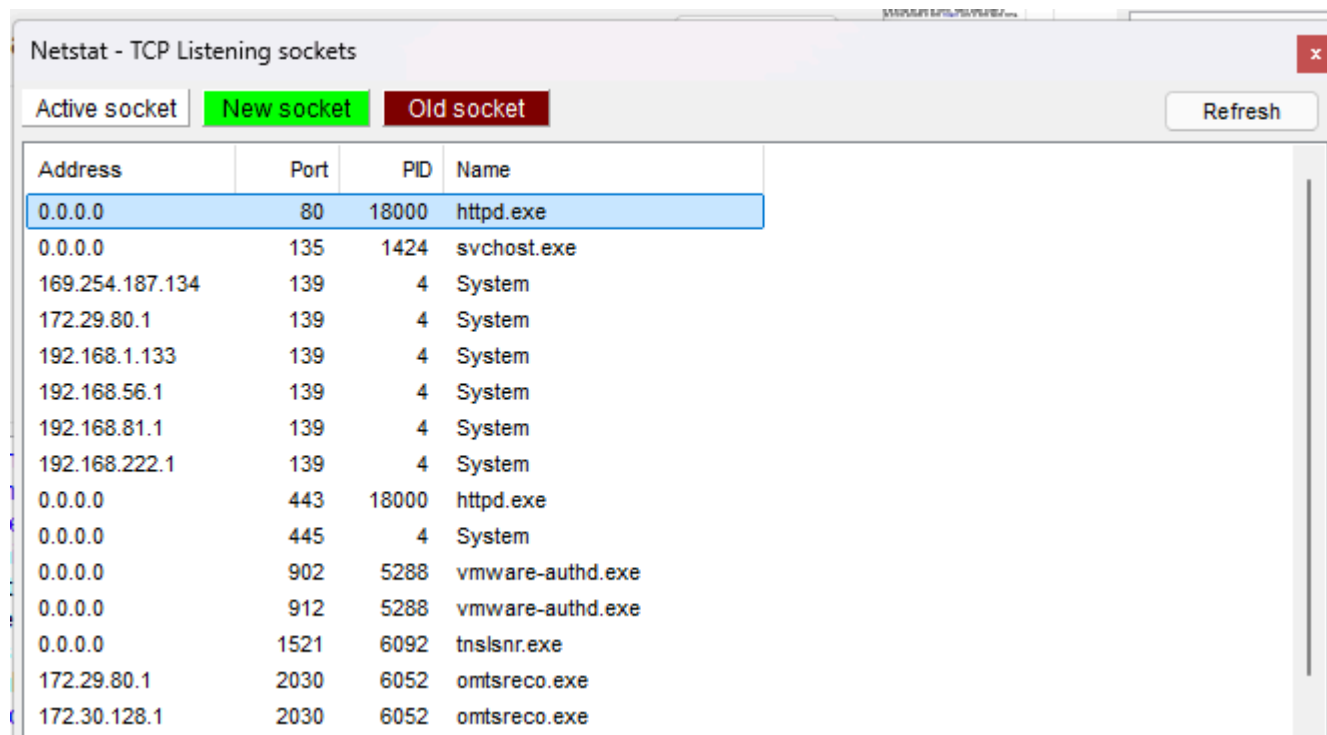 Netstat - TCP Listening sockets
x
Active socket New socket Old socket Refresh
Address Port PID Name
0.0.0.0 80 18000 httpd.exe
0.0.0.0 135 1424 svchost.exe
169.254.187.134 139 4 System
172.29.80.1 139 4 System
192.168.1.133 139 4 System
192.168.56.1 139 4 System
192.168.81.1 139 4 System
192.168.222.1 139 4 System
0.0.0.0 443 18000 httpd.exe
0.0.0.0 445 4 System
0.0.0.0 902 5288 vmware-authd.exe
0.0.0.0 912 5288 vmware-authd.exe
0.0.0.0 1521 6092 tnslsnr.exe
172.29.80.1 2030 6052 omtsreco.exe
172.30.128.1 2030 6052 omtsreco.exe